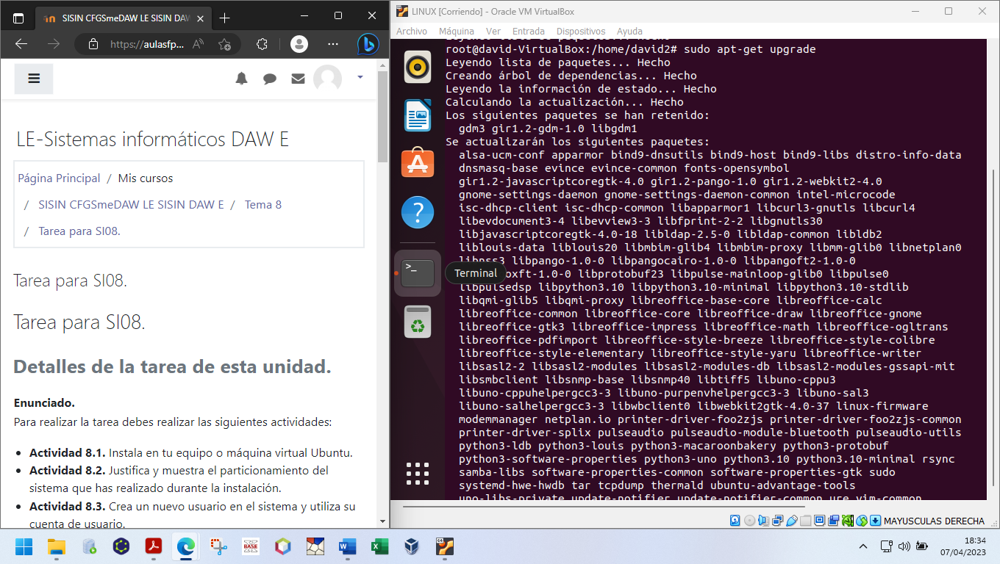 SISIN CFGSmeDAW LE SISIN DAW
https://aulasfp...
LE-Sistemas informáticos DAW E
Página Principal / Mis cursos
/ SISIN CFGSmeDAW LE SISIN DAW E / Tema 8
/ Tarea para SI08.
Tarea para SI08.
Tarea para SI08.
Detalles de la tarea de esta unidad.
Enunciado.
Para realizar la tarea debes realizar las siguientes actividades:
Actividad 8.1. Instala en tu equipo o máquina virtual Ubuntu.
Actividad 8.2. Justifica y muestra el particionamiento del
sistema que has realizado durante la instalación.
Actividad 8.3. Crea un nuevo usuario en el sistema y utiliza su
cuenta de usuario.
LINUX [Corriendo] - Oracle VM VirtualBox
Archivo Máquina Ver Entrada Dispositivos Ayuda
root@david-VirtualBox:/home/david2# sudo apt-get upgrade
Leyendo lista de paquetes... Hecho
Creando árbol de dependencias... Hecho
Leyendo la información de estado... Hecho
Calculando la actualización... Hecho
Los siguientes paquetes se han retenido:
gdm3 gir1.2-gdm-1.0 libgdm1
Se actualizarán los siguientes paquetes:
alsa-ucm-conf apparmor bind9-dnsutils bind9-host bind9-libs distro-info-data
dnsmasq-base evince evince-common fonts-opensymbol
gir1.2-javascriptcoregtk-4.0 gir1.2-pango-1.0 gir1.2-webkit2-4.0
gnome-settings-daemon gnome-settings-daemon-common intel-microcode
isc-dhcp-client isc-dhcp-common libapparmor1 libcurl3-gnutls libcurl4
libevdocument3-4 libevview3-3 libfprint-2-2 libgnutls30
libjavascriptcoregtk-4.0-18 libldap-2.5-0 libldap-common libldb2
liblouis-data liblouis20 libmbim-glib4 libmbim-proxy libmm-glib0 libnetplan0
libnss3 libpango-1.0-0 libpangocairo-1.0-0 libpangoft2-1.0-0
Terminal
oxft-1.0-0 libprotobuf23 libpulse-mainloop-glib0 libpulse0
libpulsedsp libpython3.10 libpython3.10-minimal libpython3.10-stdlib
libqmi-glib5 libqmi-proxy libreoffice-base-core libreoffice-calc
libreoffice-common libreoffice-core libreoffice-draw libreoffice-gnome
libreoffice-gtk3 libreoffice-impress libreoffice-math libreoffice-ogltrans
libreoffice-pdfimport libreoffice-style-breeze libreoffice-style-colibre
libreoffice-style-elementary libreoffice-style-yaru libreoffice-writer
libsasl2-2 libsasl2-modules libsasl2-modules-db libsasl2-modules-gssapi-mit
libsmbclient libsnmp-base libsnmp40 libtiff5 libuno-cppu3
libuno-cppuhelpergcc3-3 libuno-purpenvhelpergcc3-3 libuno-sal3
libuno-salhelpergcc3-3 libwbclient0 libwebkit2gtk-4.0-37 linux-firmware
modemmanager netplan.io printer-driver-foo2zjs printer-driver-foo2zjs-common
printer-driver-splix pulseaudio pulseaudio-module-bluetooth pulseaudio-utils
python3-ldb python3-louis python3-macaroonbakery python3-protobuf
python3-software-properties python3-uno python3.10 python3.10-minimal rsync
samba-libs software-properties-common software-properties-gtk sudo
systemd-hwe-hwdb tar tcpdump thermald ubuntu-advantage-tools
uno-libs-private update-notifier update-notifier-common ure vim-common
MAYUSCULAS DERECHA
BASE
18:34
07/04/2023